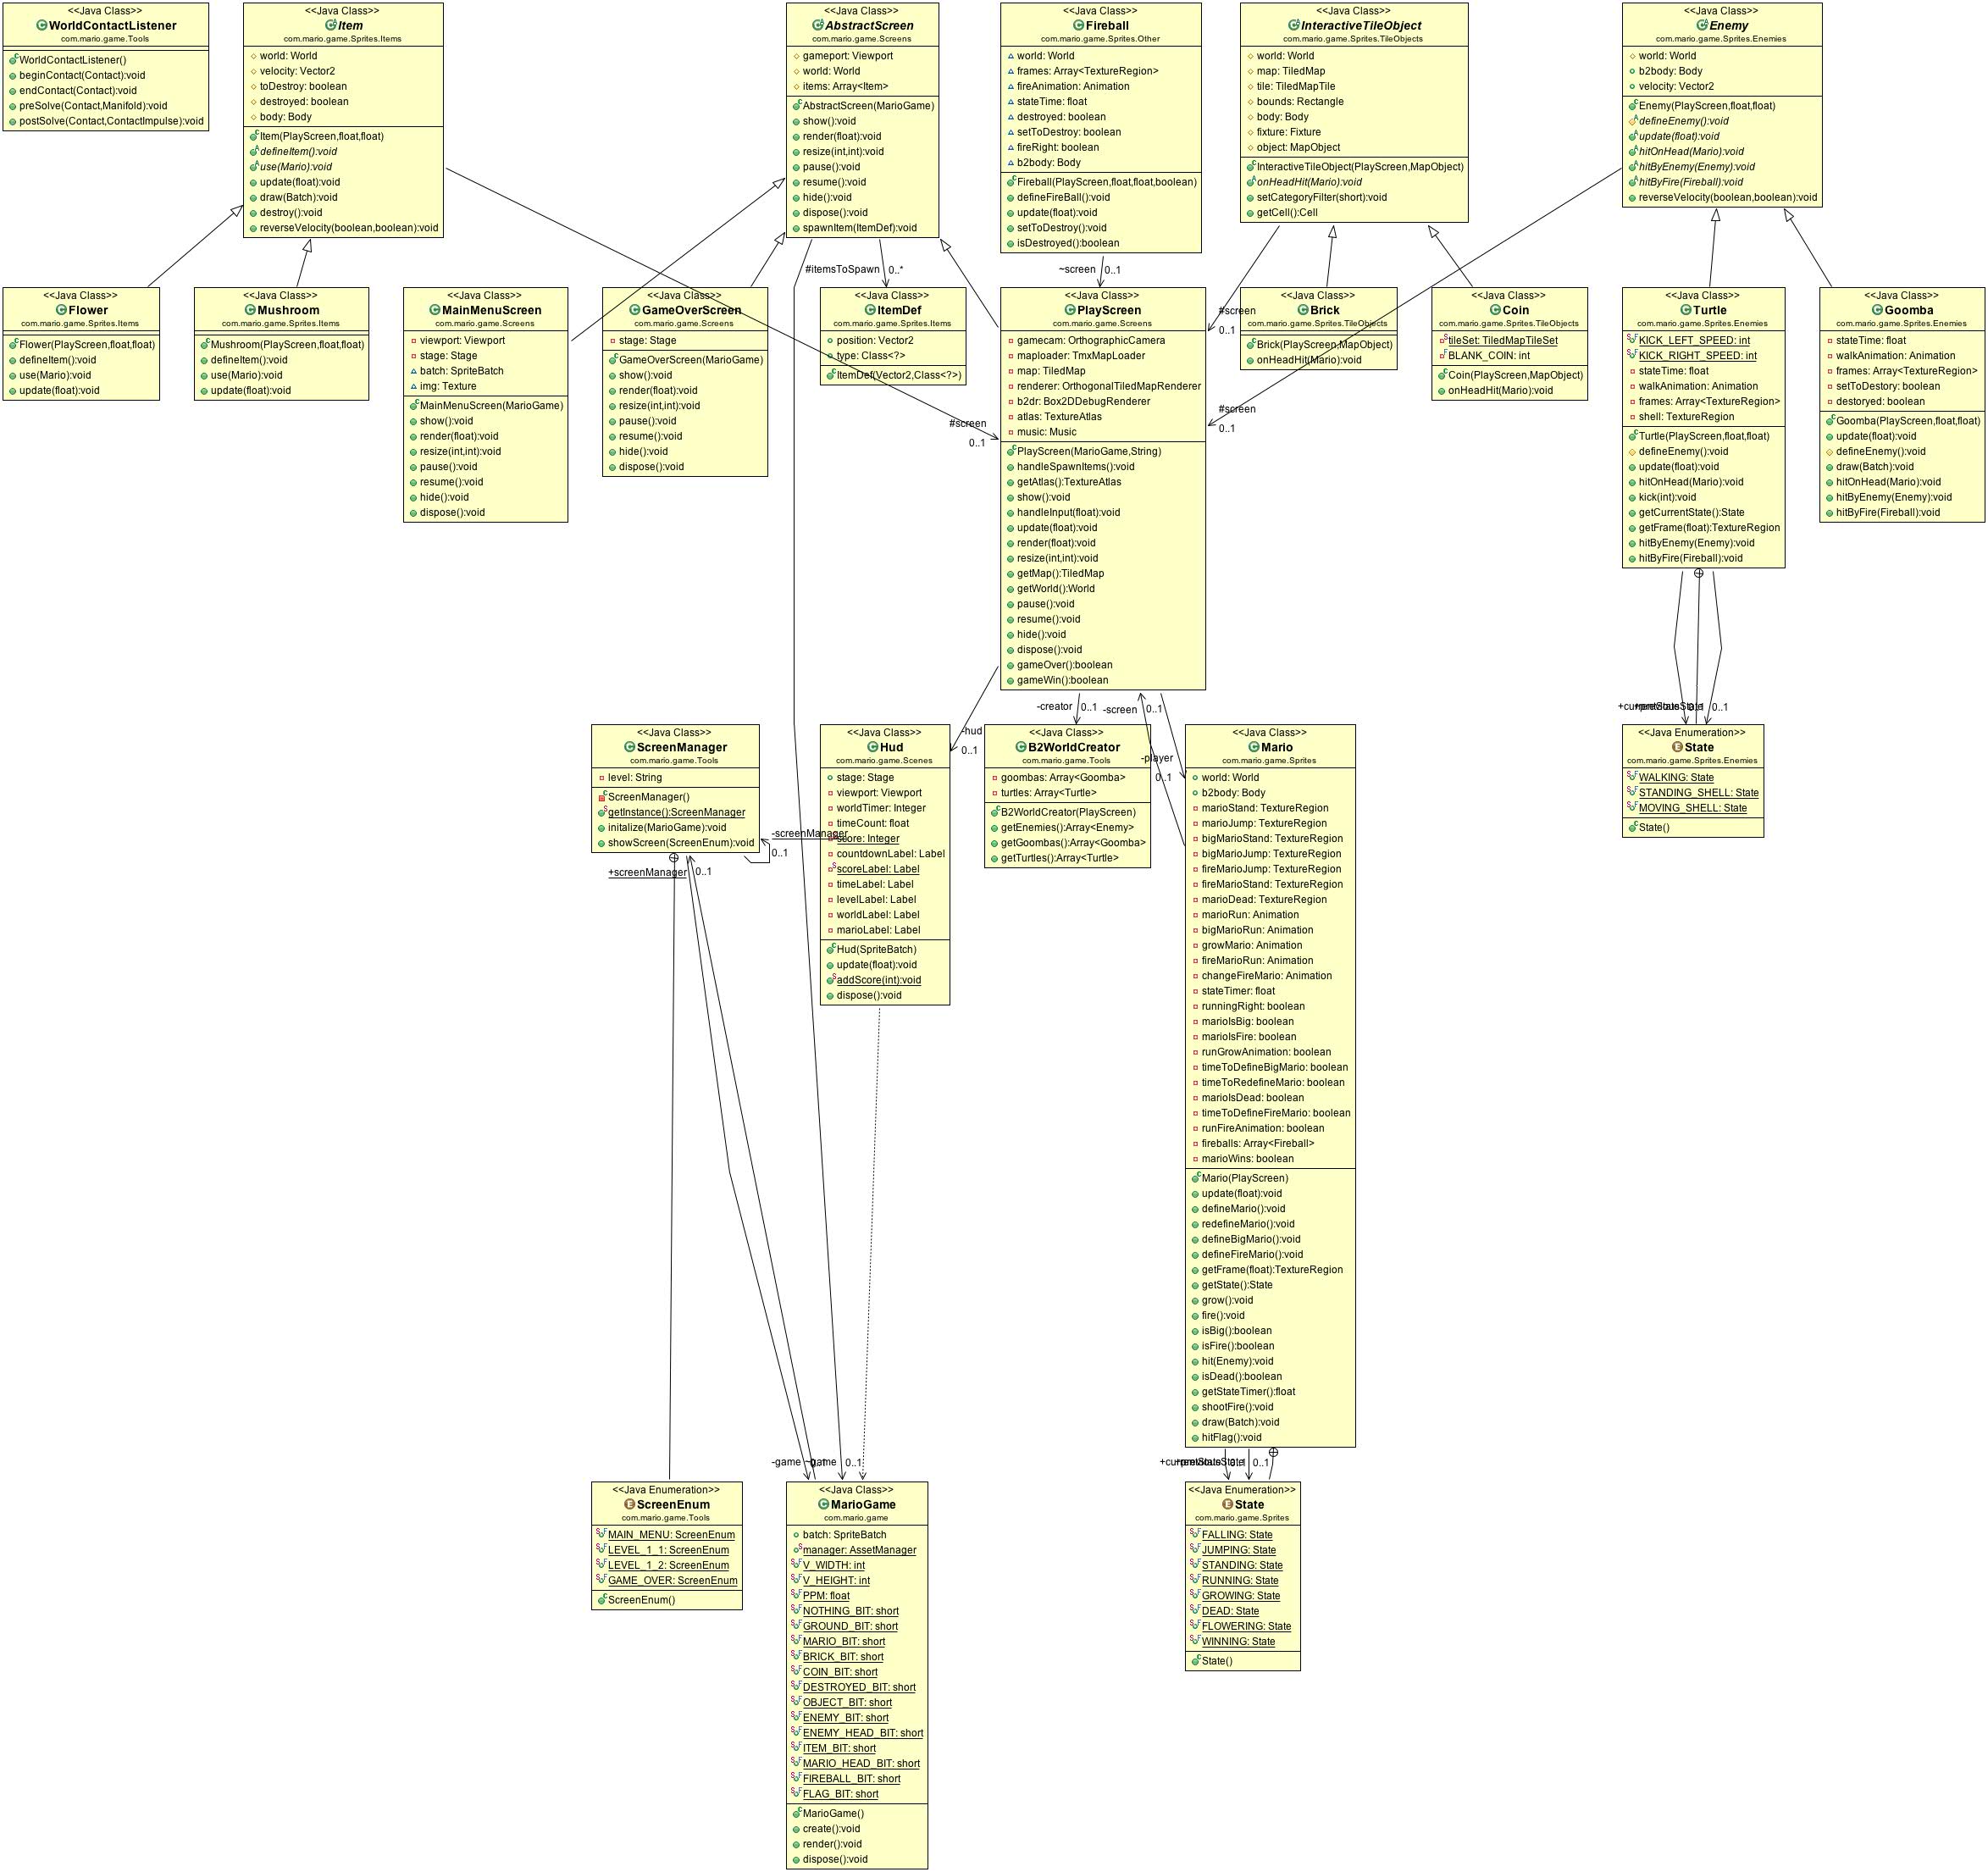 <<Java Class>>
WorldContactListener
com.mario.game.Tools
WorldContactListener()
beginContact(Contact):void
endContact(Contact):void
preSolve(Contact,Manifold):void
postSolve(Contact,ContactImpulse):void
<<Java Class>>
Item
com.mario.game.Sprites.Items
world: World
velocity: Vector2
toDestroy: boolean
destroyed: boolean
body: Body
Item(PlayScreen,float,float)
defineItem():void
use(Mario):void
update(float):void
draw(Batch):void
destroy():void
reverseVelocity(boolean,boolean):void
<<Java Class>>
AbstractScreen
com.mario.game.Screens
gameport: Viewport
world: World
items: Array<Item>
AbstractScreen(MarioGame)
show():void
render(float):void
resize(int,int):void
pause():void
resume():void
hide():void
dispose():void
spawnItem(ItemDef):void
<<Java Class>>
Fireball
com.mario.game.Sprites.Other
world: World
frames: Array<TextureRegion>
fireAnimation: Animation
stateTime: float
destroyed: boolean
setToDestroy: boolean
fireRight: boolean
b2body: Body
Fireball(PlayScreen,float,float,boolean)
defineFireBall():void
update(float):void
setToDestroy():void
isDestroyed():boolean
<<Java Class>>
InteractiveTileObject
com.mario.game.Sprites.TileObjects
world: World
map: TiledMap
tile: TiledMapTile
bounds: Rectangle
body: Body
fixture: Fixture
object: MapObject
InteractiveTileObject(PlayScreen,MapObject)
onHeadHit(Mario):void
setCategoryFilter(short):void
getCell():Cell
<<Java Class>>
Enemy
com.mario.game.Sprites.Enemies
world: World
b2body: Body
velocity: Vector2
Enemy(PlayScreen,float,float)
defineEnemy():void
update(float):void
hitOnHead(Mario):void
hitByEnemy(Enemy):void
hitByFire(Fireball):void
reverseVelocity(boolean,boolean):void
#itemsToSpawn 0..*
~screen 0..1
<<Java Class>>
Flower
com.mario.game.Sprites.Items
Flower(PlayScreen,float,float)
defineItem():void
use(Mario):void
update(float):void
<<Java Class>>
Mushroom
com.mario.game.Sprites.Items
Mushroom(PlayScreen,float,float)
defineItem():void
use(Mario):void
update(float):void
<<Java Class>>
MainMenuScreen
com.mario.game.Screens
viewport: Viewport
stage: Stage
batch: SpriteBatch
img: Texture
MainMenuScreen(MarioGame)
show():void
render(float):void
resize(int,int):void
pause():void
resume():void
hide():void
dispose():void
<<Java Class>>
GameOverScreen
com.mario.game.Screens
stage: Stage
GameOverScreen(MarioGame)
show():void
render(float):void
resize(int,int):void
pause():void
resume():void
hide():void
dispose():void
<<Java Class>>
ItemDef
com.mario.game.Sprites.Items
position: Vector2
type: Class<?>
ItemDef(Vector2,Class<?>)
#screen
0..1
<<Java Class>>
PlayScreen
com.mario.game.Screens
gamecam: OrthographicCamera
maploader: TmxMapLoader
map: TiledMap
renderer: OrthogonalTiledMapRenderer
b2dr: Box2DDebugRenderer
atlas: TextureAtlas
music: Music
PlayScreen(MarioGame,String)
handleSpawnItems():void
getAtlas():TextureAtlas
show():void
handleInput(float):void
update(float):void
render(float):void
resize(int,int):void
getMap():TiledMap
getWorld():World
pause():void
resume():void
hide():void
dispose():void
gameOver():boolean
gameWin():boolean
#screen
0..1
#screen
0..1
<<Java Class>>
Brick
com.mario.game.Sprites.TileObjects
Brick(PlayScreen,MapObject)
onHeadHit(Mario):void
<<Java Class>>
Coin
com.mario.game.Sprites.TileObjects
tileSet: TiledMapTileSet
BLANK_COIN: int
Coin(PlayScreen,MapObject)
onHeadHit(Mario):void
<<Java Class>>
Turtle
com.mario.game.Sprites.Enemies
KICK_LEFT_SPEED: int
KICK_RIGHT_SPEED: int
stateTime: float
walkAnimation: Animation
frames: Array<TextureRegion>
shell: TextureRegion
Turtle(PlayScreen,float,float)
defineEnemy():void
update(float):void
hitOnHead(Mario):void
kick(int):void
getCurrentState():State
getFrame(float):TextureRegion
hitByEnemy(Enemy):void
hitByFire(Fireball):void
<<Java Class>>
Goomba
com.mario.game.Sprites.Enemies
stateTime: float
walkAnimation: Animation
frames: Array<TextureRegion>
setToDestory: boolean
destoryed: boolean
Goomba(PlayScreen,float,float)
update(float):void
defineEnemy():void
draw(Batch):void
hitOnHead(Mario):void
hitByEnemy(Enemy):void
hitByFire(Fireball):void
-hud
0..1
-creator 0..1
-screen 0..1
-player
0..1
0..1
<<Java Class>>
ScreenManager
com.mario.game.Tools
level: String
ScreenManager()
getInstance():ScreenManager
initalize(MarioGame):void
showScreen(ScreenEnum):void
-screenManager
0..1
+screenManager 0..1
<<Java Class>>
Hud
com.mario.game.Scenes
stage: Stage
viewport: Viewport
worldTimer: Integer
timeCount: float
score: Integer
countdownLabel: Label
scoreLabel: Label
timeLabel: Label
levelLabel: Label
worldLabel: Label
marioLabel: Label
Hud(SpriteBatch)
update(float):void
addScore(int):void
dispose():void
<<Java Class>>
B2WorldCreator
com.mario.game.Tools
goombas: Array<Goomba>
turtles: Array<Turtle>
B2WorldCreator(PlayScreen)
getEnemies():Array<Enemy>
getGoombas():Array<Goomba>
getTurtles():Array<Turtle>
<<Java Class>>
Mario
com.mario.game.Sprites
world: World
b2body: Body
marioStand: TextureRegion
marioJump: TextureRegion
bigMarioStand: TextureRegion
bigMarioJump: TextureRegion
fireMarioJump: TextureRegion
fireMarioStand: TextureRegion
marioDead: TextureRegion
marioRun: Animation
bigMarioRun: Animation
growMario: Animation
fireMarioRun: Animation
changeFireMario: Animation
stateTimer: float
runningRight: boolean
marioIsBig: boolean
marioIsFire: boolean
runGrowAnimation: boolean
timeToDefineBigMario: boolean
timeToRedefineMario: boolean
marioIsDead: boolean
timeToDefineFireMario: boolean
runFireAnimation: boolean
fireballs: Array<Fireball>
marioWins: boolean
Mario(PlayScreen)
update(float):void
defineMario():void
redefineMario():void
defineBigMario():void
defineFireMario():void
getFrame(float):TextureRegion
getState():State
grow():void
fire():void
isBig():boolean
isFire():boolean
hit(Enemy):void
isDead():boolean
getStateTimer():float
shootFire():void
draw(Batch):void
hitFlag():void
<<Java Enumeration>>
State
com.mario.game.Sprites.Enemies
WALKING: State
STANDING_SHELL: State
MOVING_SHELL: State
State()
-game ~game 0..1
<<Java Enumeration>>
ScreenEnum
com.mario.game.Tools
MAIN_MENU: ScreenEnum
LEVEL_1_1: ScreenEnum
LEVEL_1_2: ScreenEnum
GAME_OVER: ScreenEnum
ScreenEnum()
<<Java Class>>
MarioGame
com.mario.game
batch: SpriteBatch
manager: AssetManager
V_WIDTH: int
V_HEIGHT: int
PPM: float
NOTHING_BIT: short
GROUND_BIT: short
MARIO_BIT: short
BRICK_BIT: short
COIN_BIT: short
DESTROYED_BIT: short
OBJECT_BIT: short
ENEMY_BIT: short
ENEMY_HEAD_BIT: short
ITEM_BIT: short
MARIO_HEAD_BIT: short
FIREBALL_BIT: short
FLAG_BIT: short
MarioGame()
create():void
render():void
dispose():void
0..1
<<Java Enumeration>>
State
com.mario.game.Sprites
FALLING: State
JUMPING: State
STANDING: State
RUNNING: State
GROWING: State
DEAD: State
FLOWERING: State
WINNING: State
State()